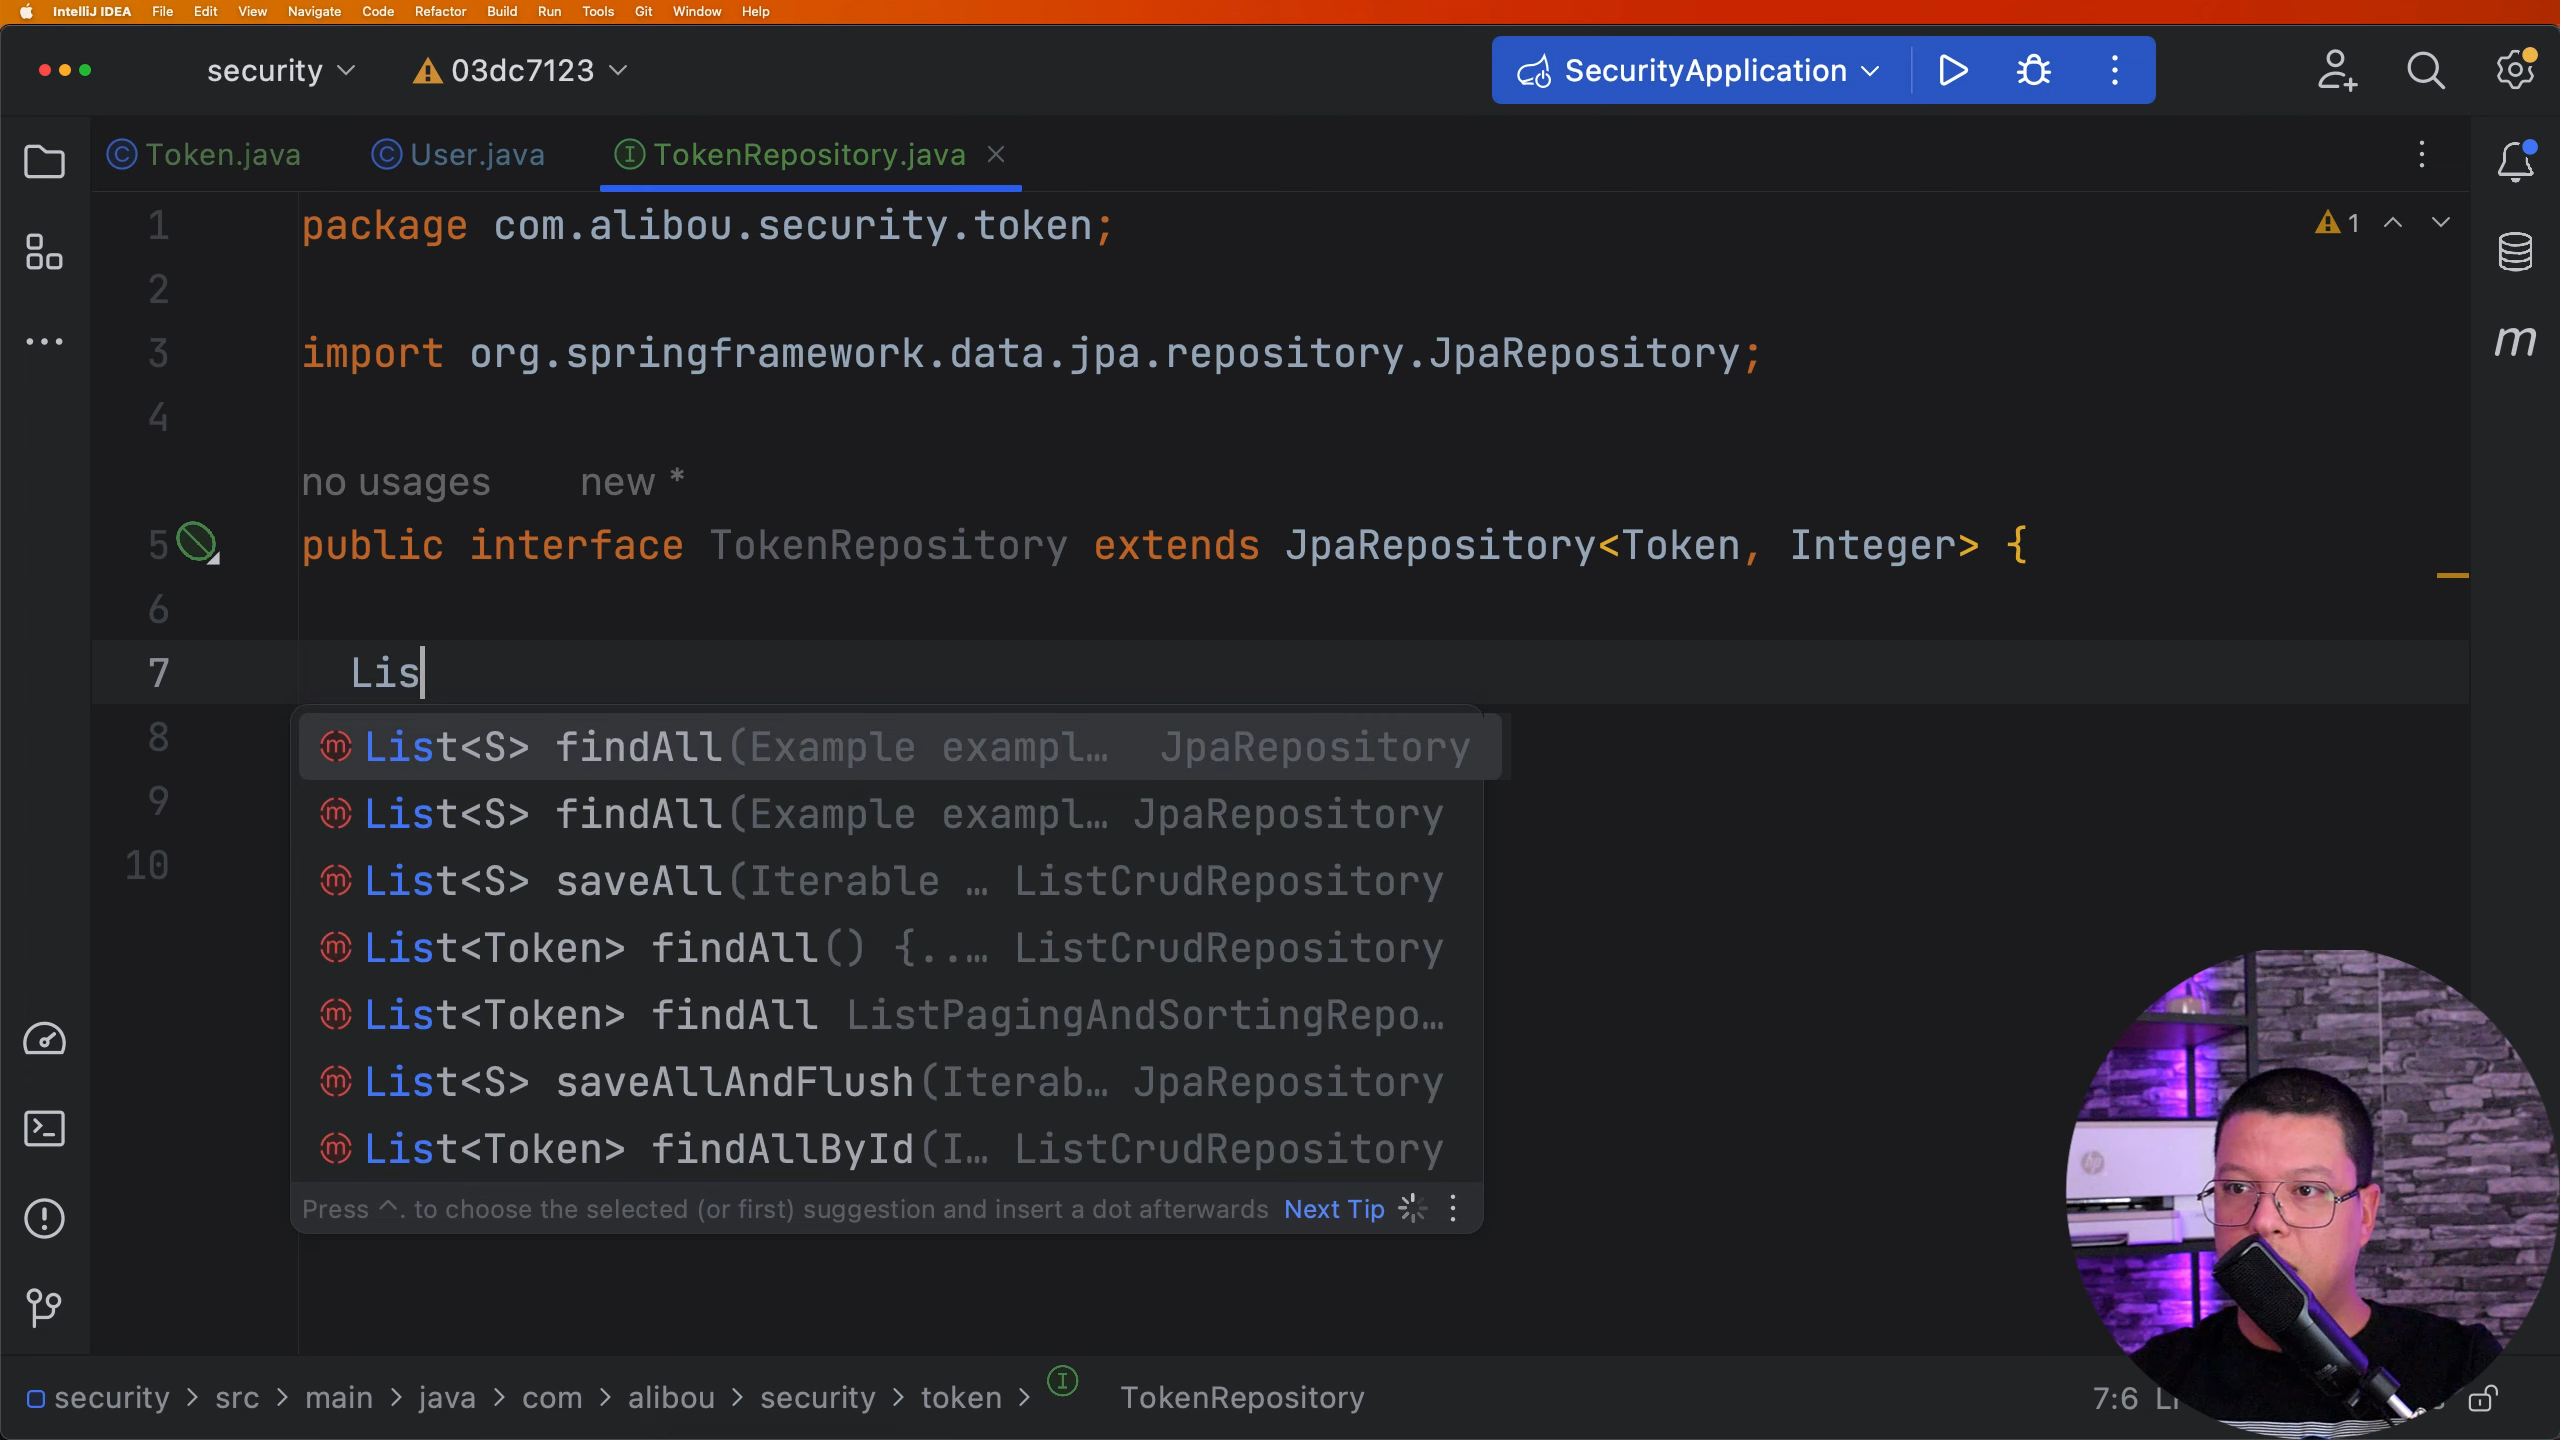 IntelliJ IDEA File Edit View Navigate Code Refactor Build Run Tools Git Window Help
security 03dc7123 SecurityApplication
Token.java User.java TokenRepository.java
1 package com.alibou.security.token; 1
2
3 import org.springframework.data.jpa.repository.JpaRepository;
4
no usages new *
5 public interface TokenRepository extends JpaRepository<Token, Integer> {
6
7 Lis
8
9
10
List<S> findAll(Example exampl… JpaRepository
List<S> findAll(Example exampl… JpaRepository
List<S> saveAll(Iterable … ListCrudRepository
List<Token> findAll() {..… ListCrudRepository
List<Token> findAll ListPagingAndSortingRepo…
List<S> saveAllAndFlush(Iterab… JpaRepository
List<Token> findAllById(I… ListCrudRepository
Press ^. to choose the selected (or first) suggestion and insert a dot afterwards Next Tip
security > src > main > java > com > alibou > security > token > TokenRepository 7:6